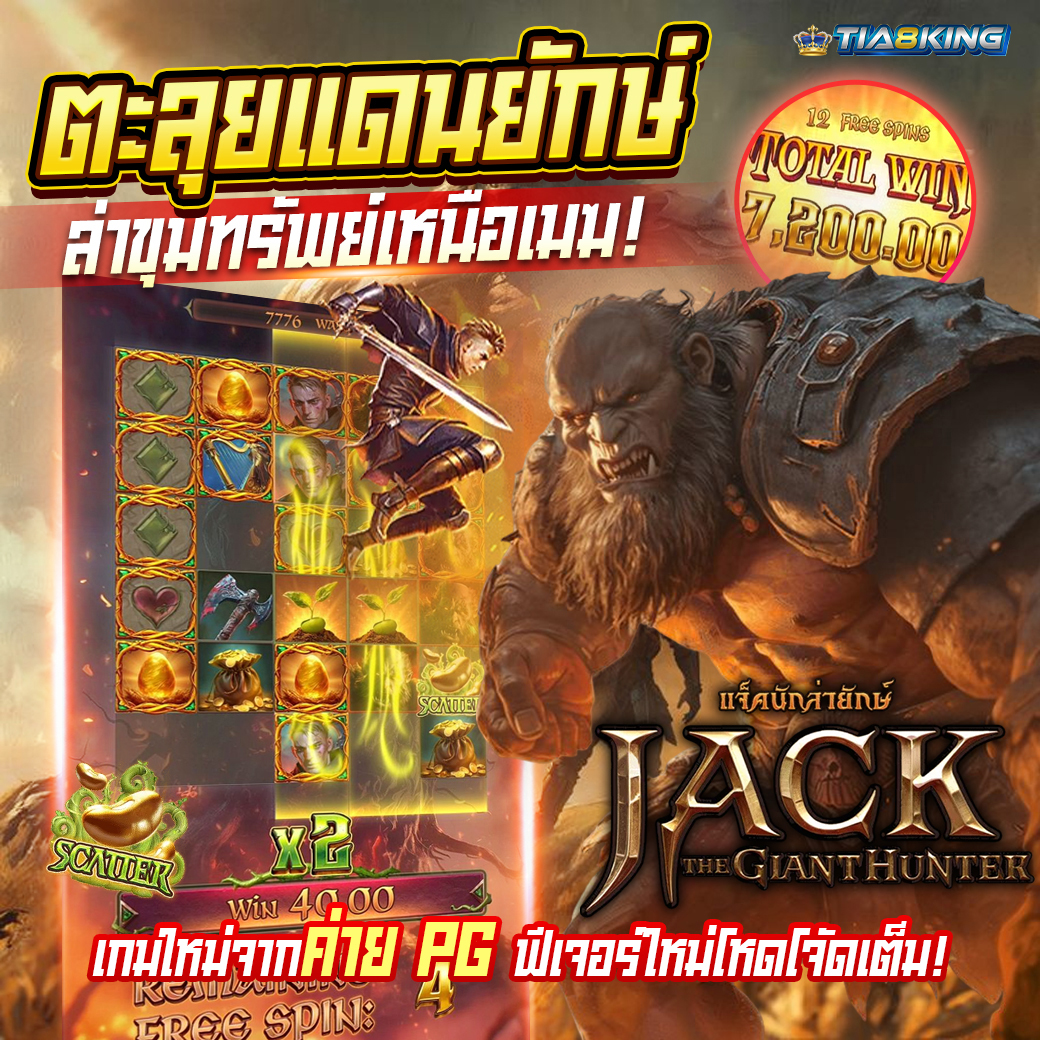 TIA8KING
ตะลุยแดนยักษ์
ล่าขุมทรัพย์เหนือเมฆ!
12 FREE SPINS
TOTAL WIN
7,200.00
7776 WA
SCATTER
แจ็คนักล่ายักษ์
JACK
THE GIANT HUNTER
SCATTER
x2
WIN 40.00
เกมใหม่จากค่าย PG ฟีเจอร์ใหม่โหดโจ้ดเต็ม!
REMAINING
FREE SPIN: 4